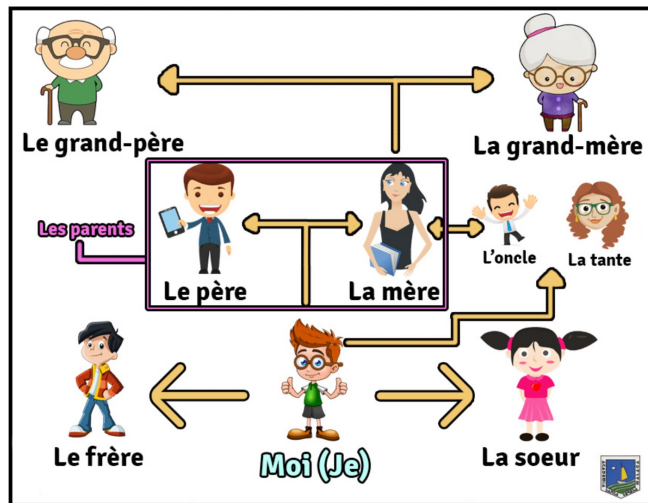 Le grand-père
La grand-mère
Les parents
Le père
La mère
L'oncle
La tante
Le frère
Moi (Je)
La soeur